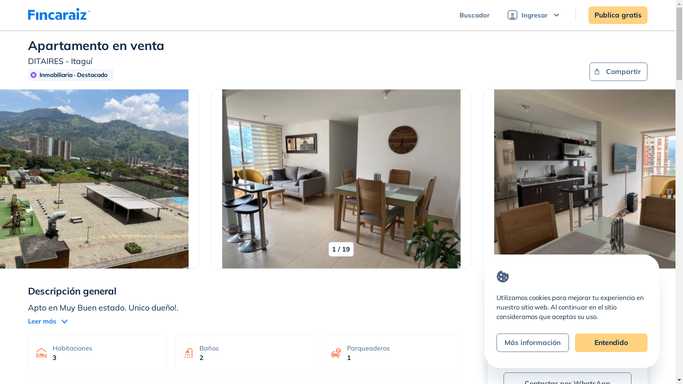 Fincaraiz
Buscador
Ingresar
Publica gratis
Apartamento en venta
DITAIRES - Itaguí
Inmobiliaria · Destacado
Compartir
1 / 19
Descripción general
Apto en Muy Buen estado. Unico dueño!.
Leer más
Habitaciones
3
Baños
2
Parqueaderos
1
Utilizamos cookies para mejorar tu experiencia en
nuestro sitio web. Al continuar en el sitio
consideramos que aceptas su uso.
Más información
Entendido
Contactar por WhatsApp